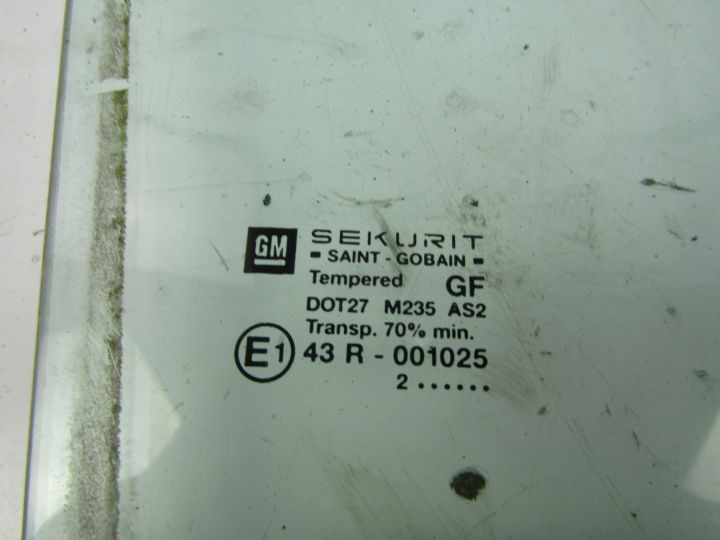 GM
SEKURIT
SAINT - GOBAIN
Tempered GF
DOT27 M235 AS2
Transp. 70% min.
E1 43 R - 001025
2 ......